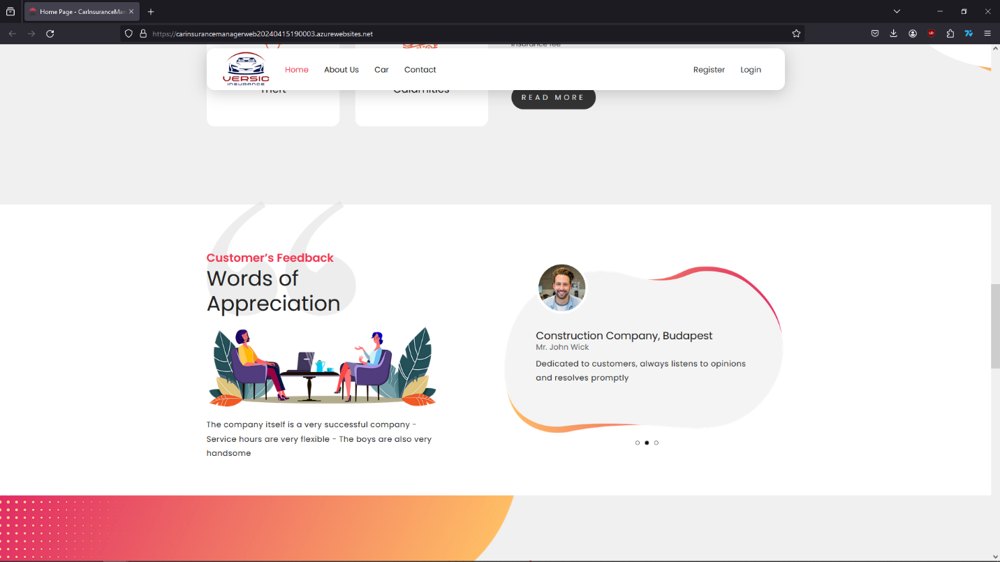 Home Page - CarInsuranceMan
https://carinsurancemanagerweb20240415190003.azurewebsites.net
insurance fee
VERSIC
INSURANCE
Home
About Us
Car
Contact
Register
Login
Theft
Calamities
READ MORE
Customer's Feedback
Words of
Appreciation
The company itself is a very successful company -
Service hours are very flexible - The boys are also very
handsome
Construction Company, Budapest
Mr. John Wick
Dedicated to customers, always listens to opinions
and resolves promptly